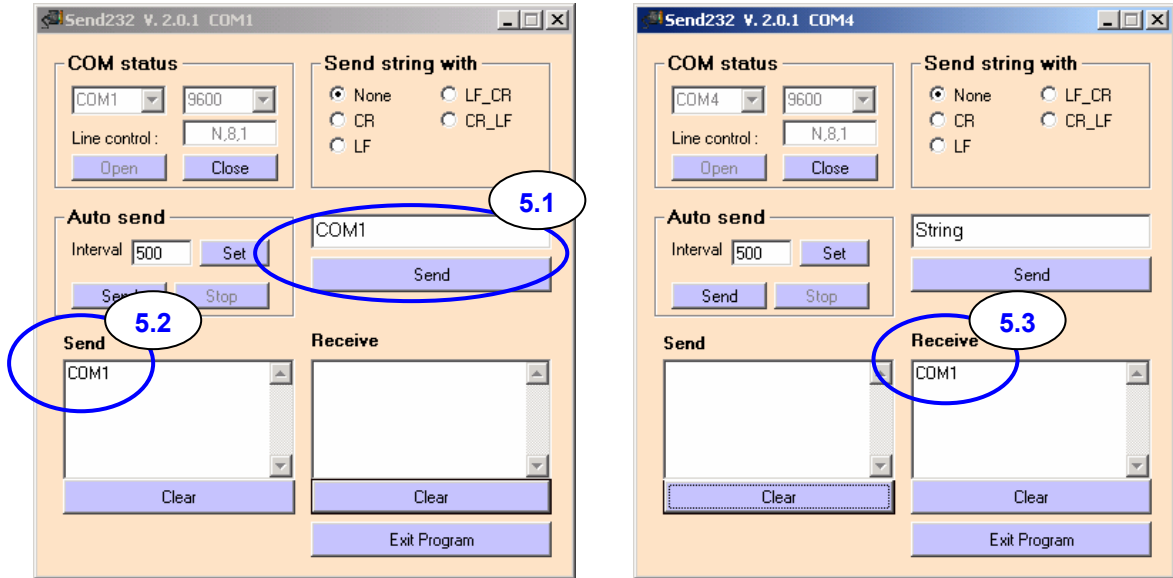 Send232 V. 2.0.1 COM1
COM status
COM1
9600
Line control :
N,8,1
Open
Close
Send string with
None
LF_CR
CR
CR_LF
LF
Auto send
Interval
500
Set
Send
Stop
5.1
COM1
Send
5.2
Send
COM1
Clear
Receive
Clear
Exit Program
Send232 V. 2.0.1 COM4
COM status
COM4
9600
Line control :
N,8,1
Open
Close
Send string with
None
LF_CR
CR
CR_LF
LF
Auto send
Interval
500
Set
Send
Stop
String
Send
Send
Clear
5.3
Receive
COM1
Clear
Exit Program